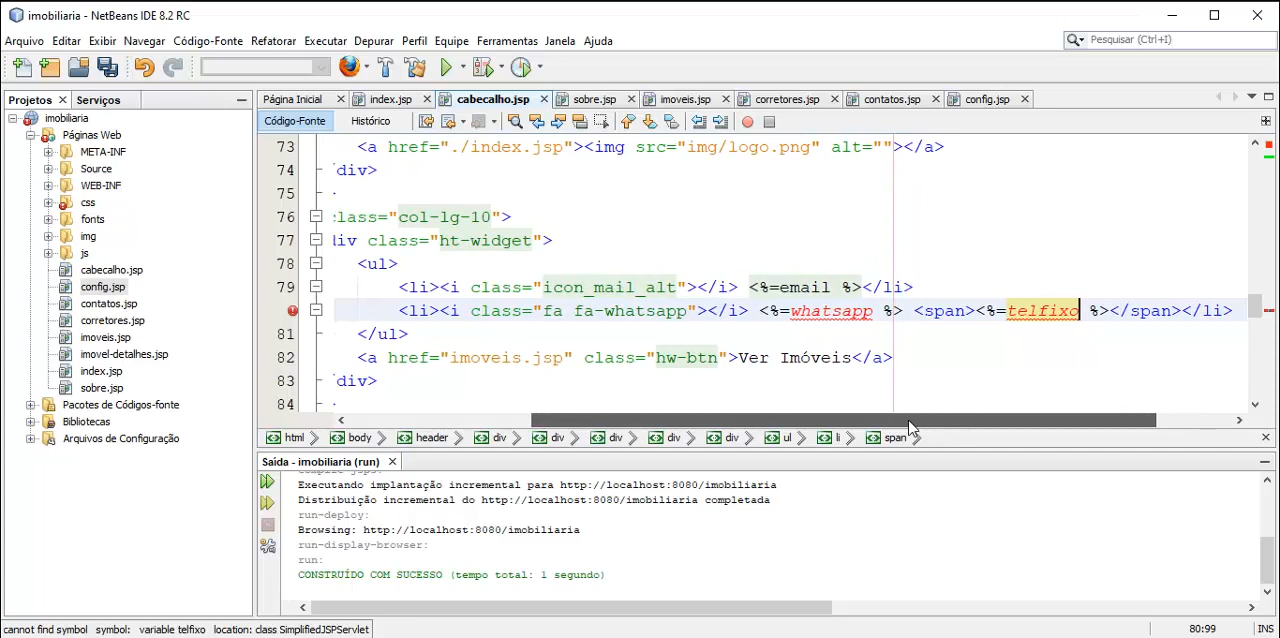 imobiliaria - NetBeans IDE 8.2 RC
Arquivo Editar Exibir Navegar Código-Fonte Refatorar Executar Depurar Perfil Equipe Ferramentas Janela Ajuda
Pesquisar (Ctrl+I)
Projetos Serviços
Página Inicial index.jsp cabecalho.jsp sobre.jsp imoveis.jsp corretores.jsp contatos.jsp config.jsp
Código-Fonte Histórico
imobiliaria
Páginas Web
META-INF
Source
WEB-INF
css
fonts
img
js
cabecalho.jsp
config.jsp
contatos.jsp
corretores.jsp
imoveis.jsp
imovel-detalhes.jsp
index.jsp
sobre.jsp
Pacotes de Códigos-fonte
Bibliotecas
Arquivos de Configuração
73 <a href="./index.jsp"><img src="img/logo.png" alt=""></a>
74 div>
75
76 lass="col-lg-10">
77 iv class="ht-widget">
78 <ul>
79 <li><i class="icon_mail_alt"></i> <%=email %></li>
<li><i class="fa fa-whatsapp"></i> <%=whatsapp %> <span><%=telfixo %></span></li>
81 </ul>
82 <a href="imoveis.jsp" class="hw-btn">Ver Imóveis</a>
83 div>
84
html body header div div div div div ul li span
Saída - imobiliaria (run)
compile-jsps:
Executando implantação incremental para http://localhost:8080/imobiliaria
Distribuição incremental do http://localhost:8080/imobiliaria completada
run-deploy:
Browsing: http://localhost:8080/imobiliaria
run-display-browser:
run:
CONSTRUÍDO COM SUCESSO (tempo total: 1 segundo)
cannot find symbol symbol: variable telfixo location: class SimplifiedJSPServlet
80:99 INS